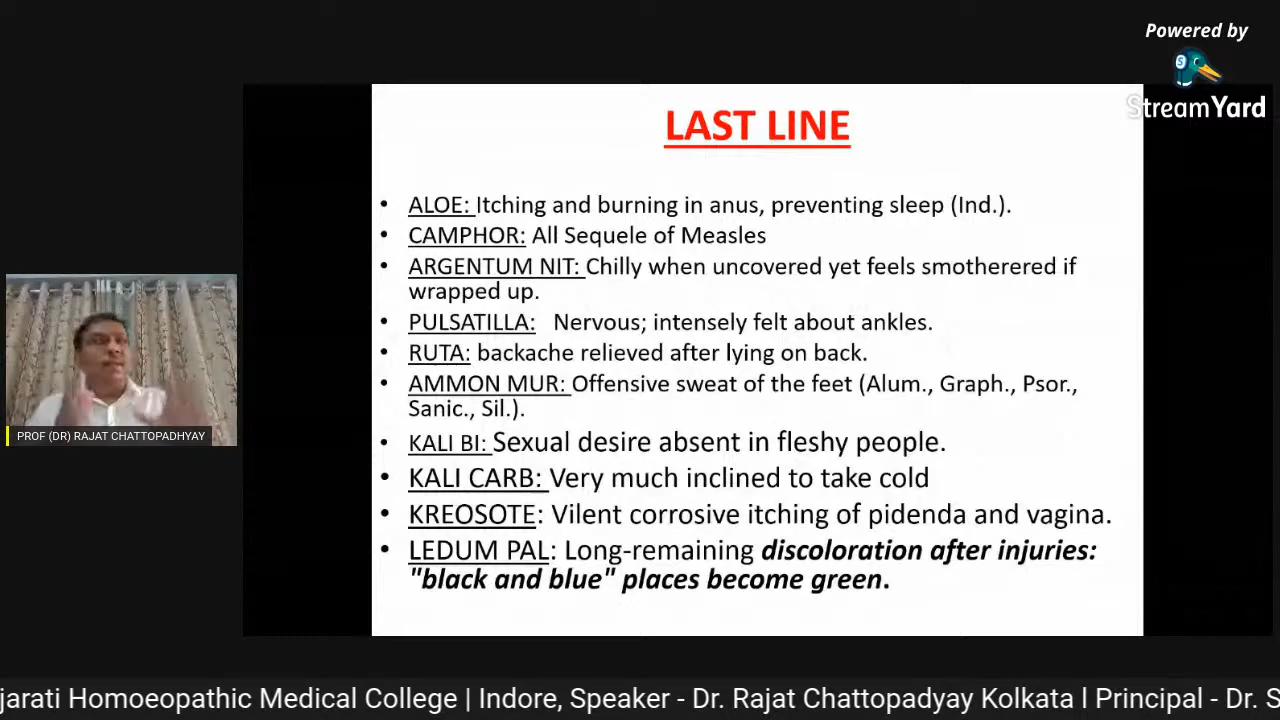 Powered by
StreamYard
LAST LINE
• ALOE: Itching and burning in anus, preventing sleep (Ind.).
• CAMPHOR: All Sequele of Measles
• ARGENTUM NIT: Chilly when uncovered yet feels smotherered if
wrapped up.
• PULSATILLA: Nervous; intensely felt about ankles.
• RUTA: backache relieved after lying on back.
• AMMON MUR: Offensive sweat of the feet (Alum., Graph., Psor.,
Sanic., Sil.).
• KALI BI: Sexual desire absent in fleshy people.
• KALI CARB: Very much inclined to take cold
• KREOSOTE: Vilent corrosive itching of pidenda and vagina.
• LEDUM PAL: Long-remaining discoloration after injuries:
"black and blue" places become green.
PROF (DR) RAJAT CHATTOPADHYAY
jarati Homoeopathic Medical College | Indore, Speaker - Dr. Rajat Chattopadyay Kolkata l Principal - Dr. S